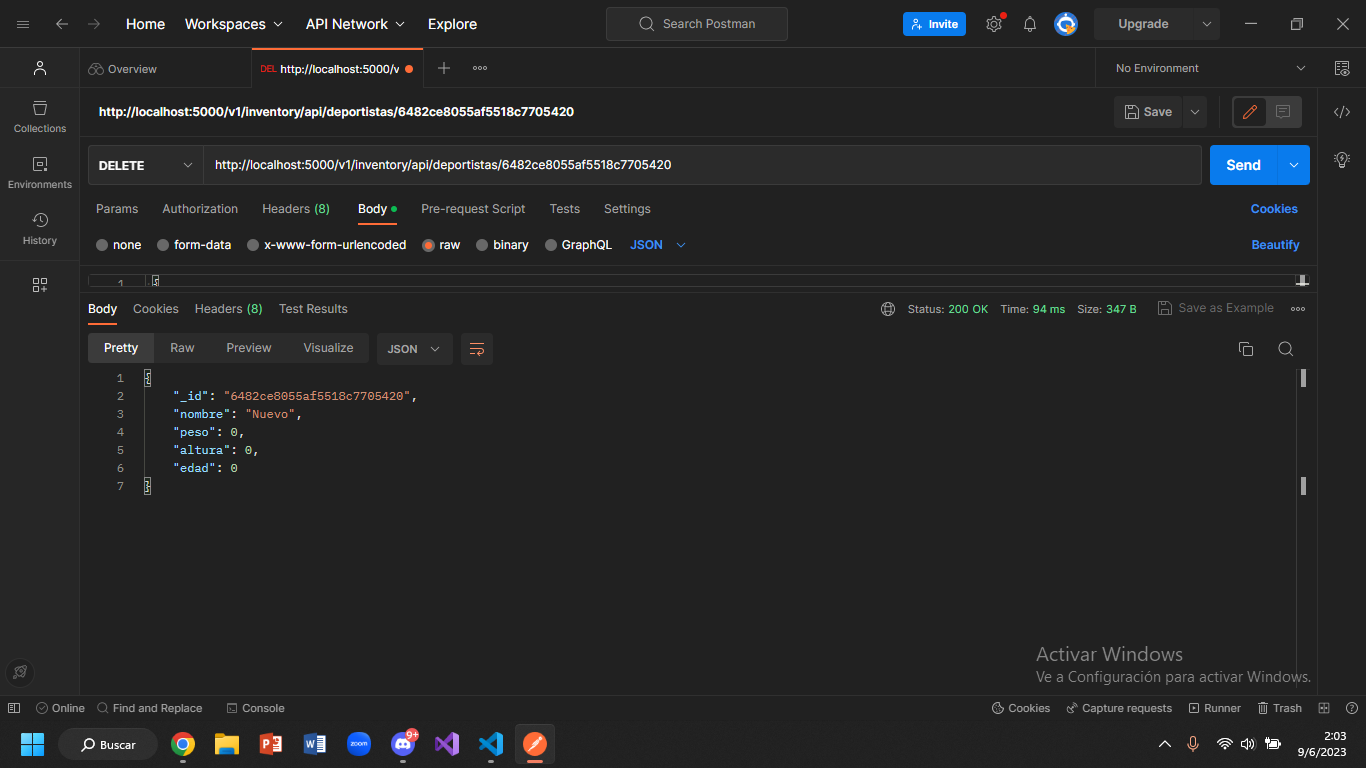 Home Workspaces API Network Explore Search Postman Invite Upgrade
Overview DEL http://localhost:5000/v No Environment
http://localhost:5000/v1/inventory/api/deportistas/6482ce8055af5518c7705420 Save
Collections
DELETE http://localhost:5000/v1/inventory/api/deportistas/6482ce8055af5518c7705420 Send
Environments
Params Authorization Headers (8) Body Pre-request Script Tests Settings Cookies
History
none form-data x-www-form-urlencoded raw binary GraphQL JSON Beautify
1 {
Body Cookies Headers (8) Test Results Status: 200 OK Time: 94 ms Size: 347 B Save as Example
Pretty Raw Preview Visualize JSON
1 {
2 "_id": "6482ce8055af5518c7705420",
3 "nombre": "Nuevo",
4 "peso": 0,
5 "altura": 0,
6 "edad": 0
7 }
Activar Windows
Ve a Configuración para activar Windows.
Online Find and Replace Console Cookies Capture requests Runner Trash
Buscar zoom 9+ 2:03
9/6/2023